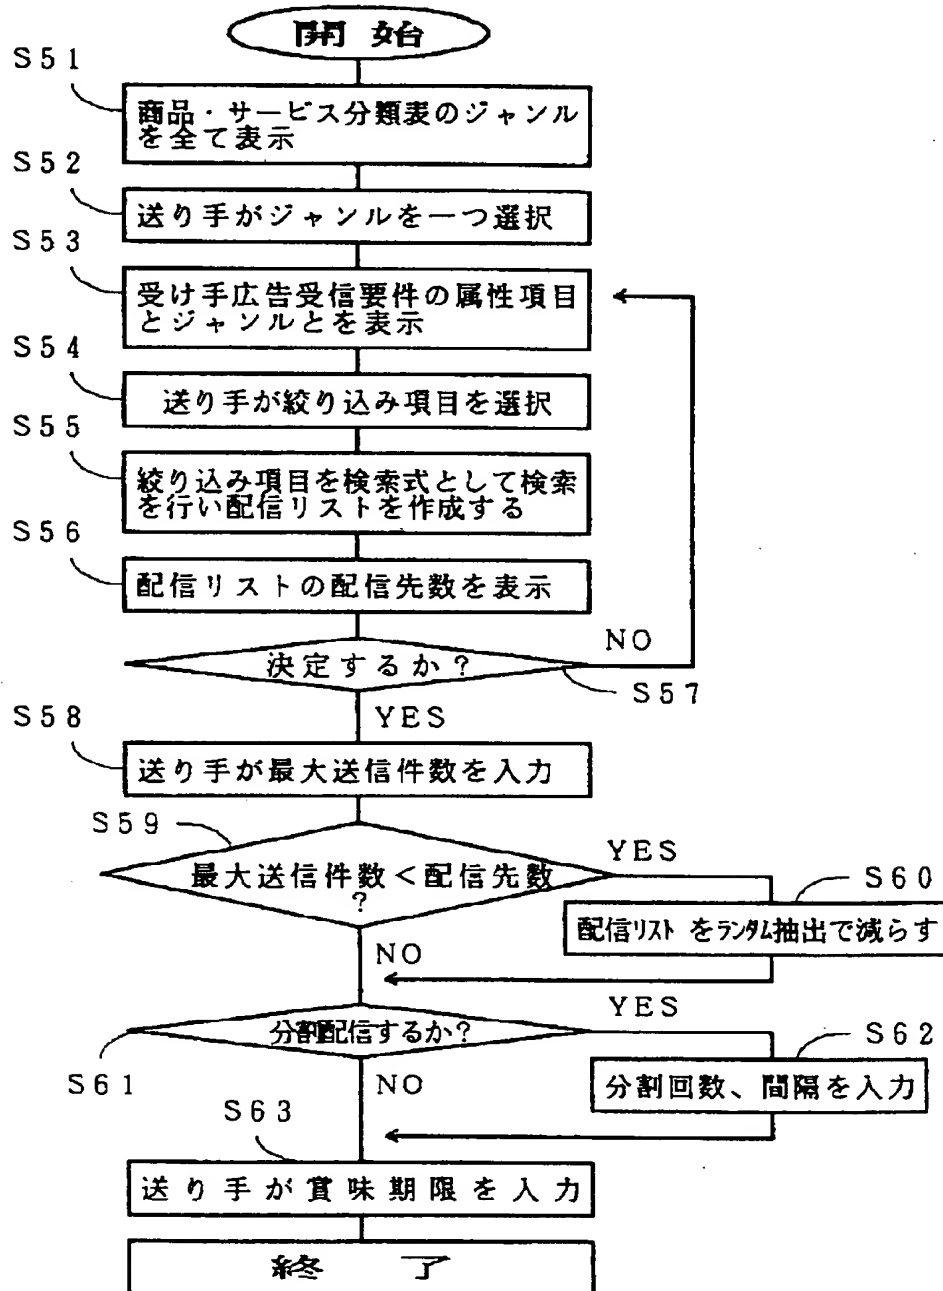 開始
S51
商品・サービス分類表のジャンル
を全て表示
S52
送り手がジャンルを一つ選択
S53
受け手広告受信要件の属性項目
とジャンルとを表示
S54
送り手が絞り込み項目を選択
S55
絞り込み項目を検索式として検索
を行い配信リストを作成する
S56
配信リストの配信先数を表示
NO
決定するか?
S57
YES
S58
送り手が最大送信件数を入力
S59
最大送信件数<配信先数
?
YES
S60
配信リストをランダム抽出で減らす
NO
YES
分割配信するか?
S61
S62
分割回数、間隔を入力
NO
S63
送り手が賞味期限を入力
終了